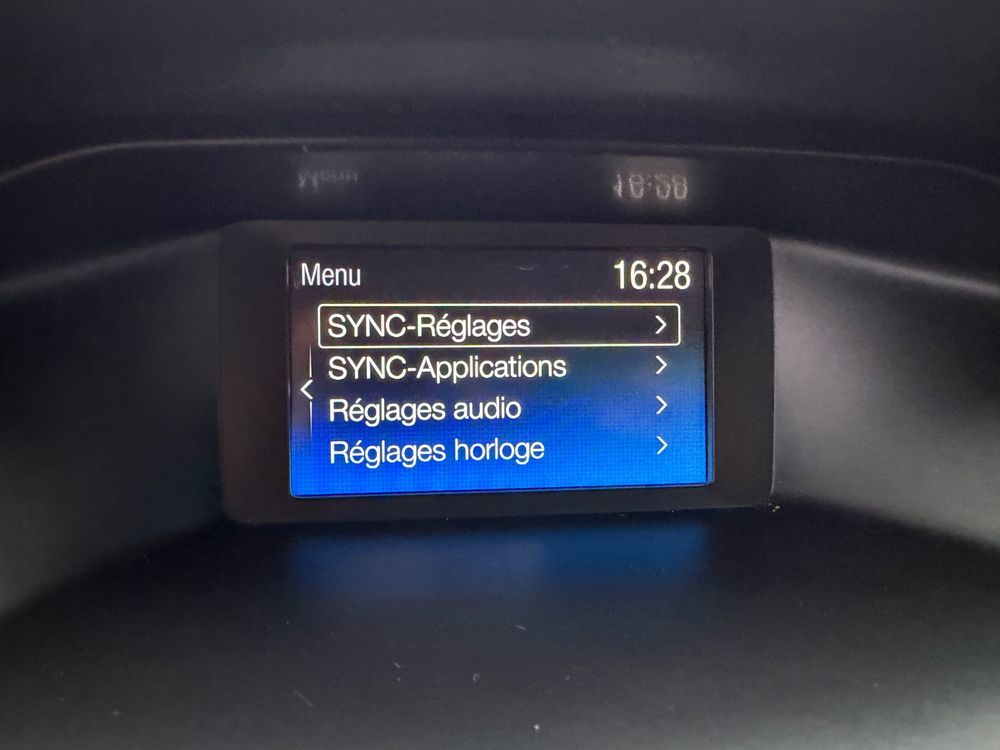 Menu 16:28
SYNC-Réglages
SYNC-Applications
Réglages audio
Réglages horloge